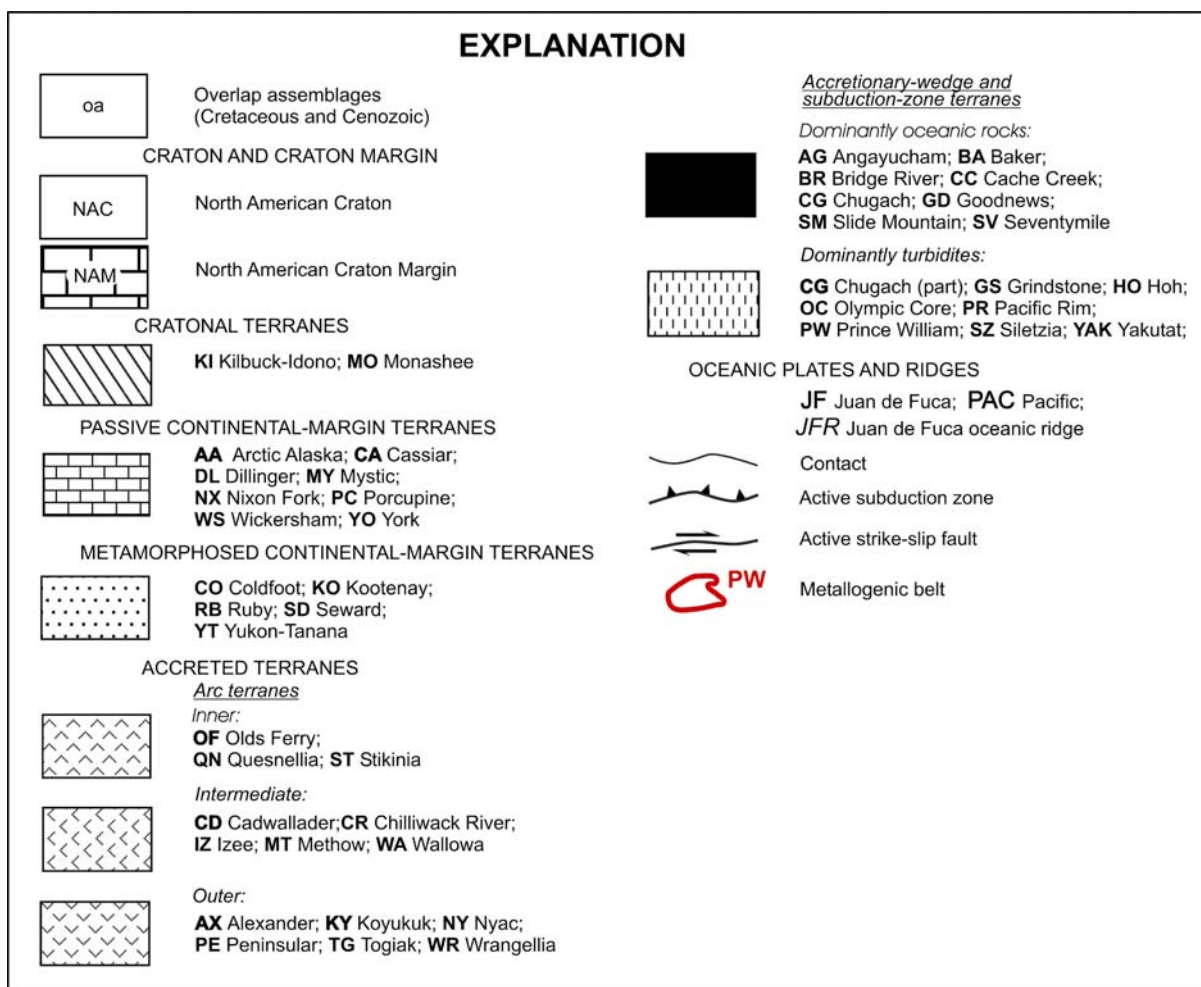 EXPLANATION
oa
Overlap assemblages
(Cretaceous and Cenozoic)
CRATON AND CRATON MARGIN
NAC
North American Craton
NAM
North American Craton Margin
CRATONAL TERRANES
KI Kilbuck-Idono; MO Monashee
PASSIVE CONTINENTAL-MARGIN TERRANES
AA Arctic Alaska; CA Cassiar;
DL Dillinger; MY Mystic;
NX Nixon Fork; PC Porcupine;
WS Wickersham; YO York
METAMORPHOSED CONTINENTAL-MARGIN TERRANES
CO Coldfoot; KO Kootenay;
RB Ruby; SD Seward;
YT Yukon-Tanana
ACCRETED TERRANES
Arc terranes
Inner:
OF Olds Ferry;
QN Quesnellia; ST Stikinia
Intermediate:
CD Cadwallader;CR Chilliwack River;
IZ Izee; MT Methow; WA Wallowa
Outer:
AX Alexander; KY Koyukuk; NY Nyac;
PE Peninsular; TG Togiak; WR Wrangellia
Accretionary-wedge and
subduction-zone terranes
Dominantly oceanic rocks:
AG Angayucham; BA Baker;
BR Bridge River; CC Cache Creek;
CG Chugach; GD Goodnews;
SM Slide Mountain; SV Seventymile
Dominantly turbidites:
CG Chugach (part); GS Grindstone; HO Hoh;
OC Olympic Core; PR Pacific Rim;
PW Prince William; SZ Siletzia; YAK Yakutat;
OCEANIC PLATES AND RIDGES
JF Juan de Fuca; PAC Pacific;
JFR Juan de Fuca oceanic ridge
Contact
Active subduction zone
Active strike-slip fault
PW
Metallogenic belt